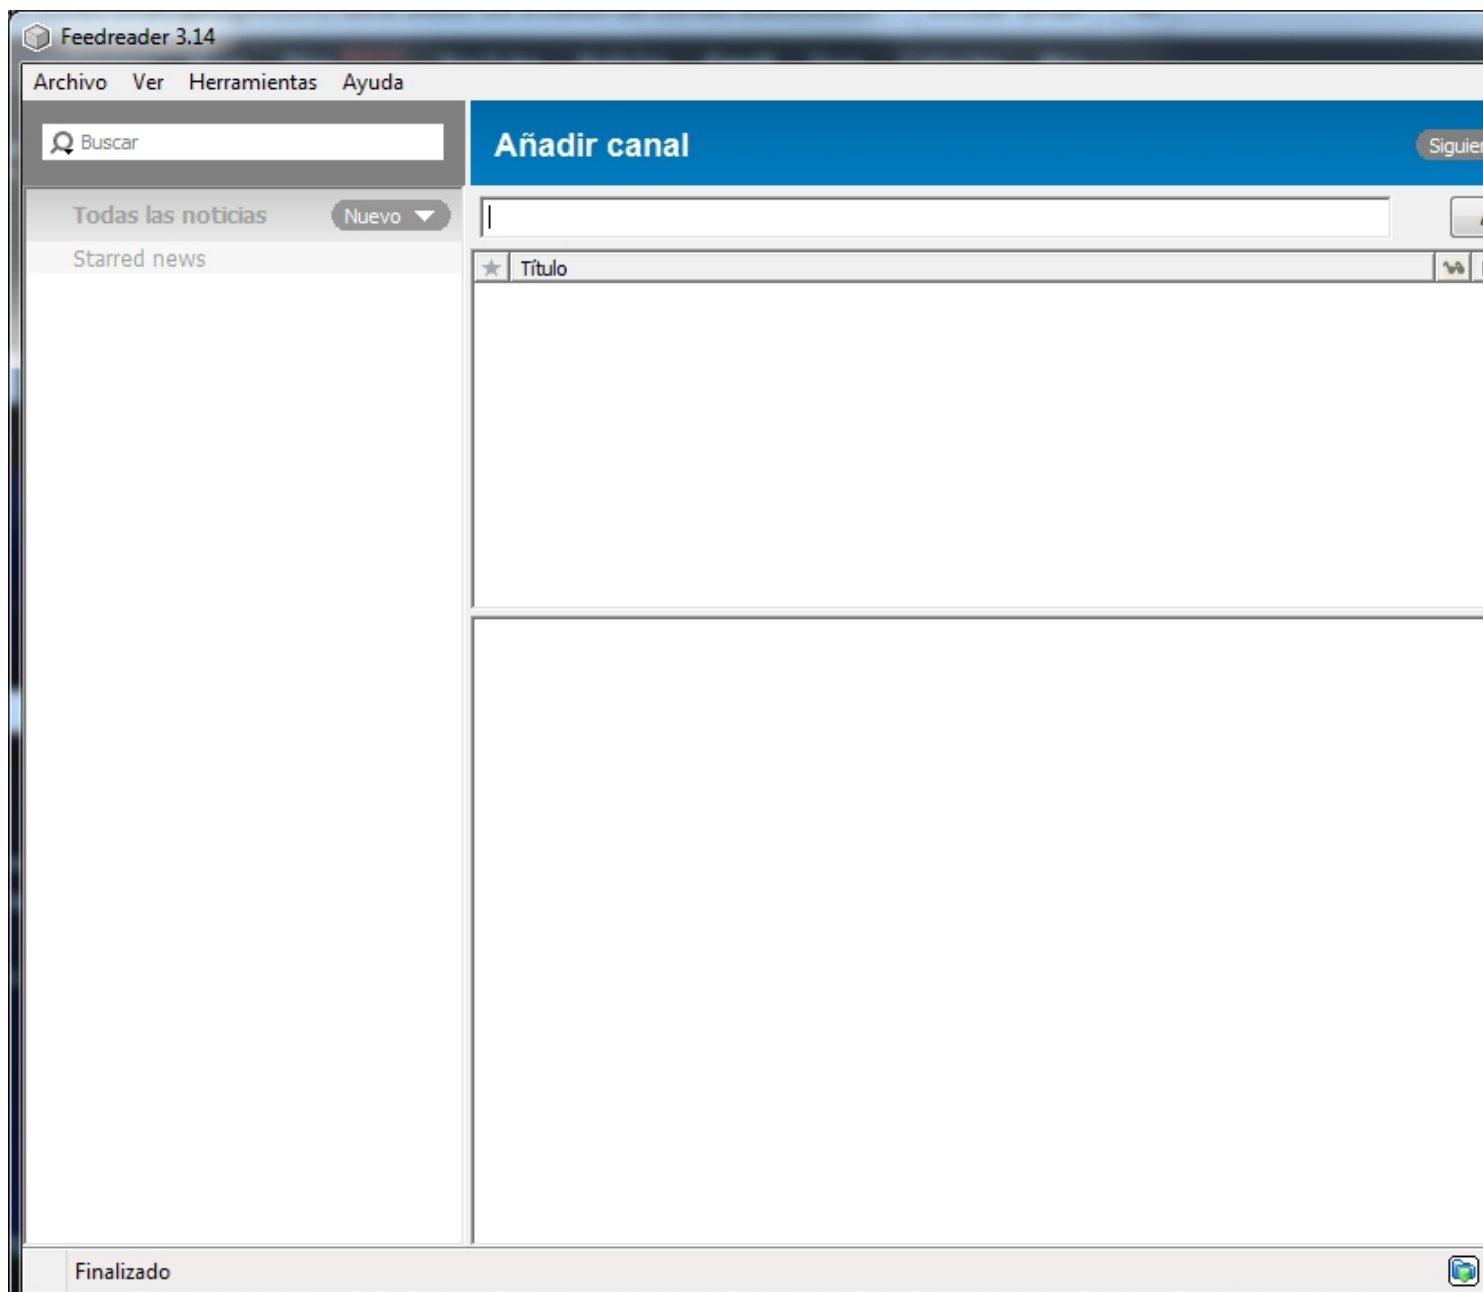 Feedreader 3.14
Archivo Ver Herramientas Ayuda
Buscar
Añadir canal
Todas las noticias
Nuevo
Starred news
Título
Finalizado